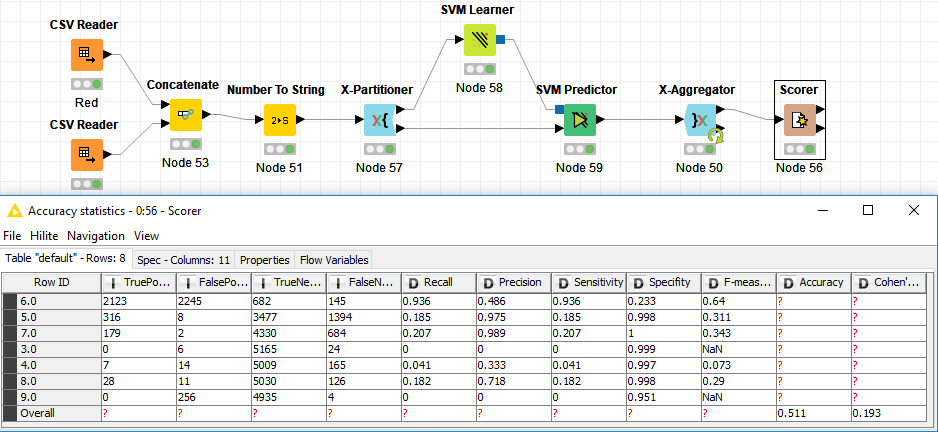 SVM Learner
CSV Reader
Node 58
Concatenate Number To String X-Partitioner SVM Predictor X-Aggregator Scorer
2▸S
Red
CSV Reader
Node 53 Node 51 Node 57 Node 59 Node 50 Node 56
Accuracy statistics - 0:56 - Scorer
File Hilite Navigation View
Table "default" - Rows: 8 Spec - Columns: 11 Properties Flow Variables
Row ID I TruePo... I FalsePo... I TrueNe... I FalseN... D Recall D Precision D Sensitivity D Specifity D F-meas... D Accuracy D Cohen'...
6.0 2123 2245 682 145 0.936 0.486 0.936 0.233 0.64 ? ?
5.0 316 8 3477 1394 0.185 0.975 0.185 0.998 0.311 ? ?
7.0 179 2 4330 684 0.207 0.989 0.207 1 0.343 ? ?
3.0 0 6 5165 24 0 0 0 0.999 NaN ? ?
4.0 7 14 5009 165 0.041 0.333 0.041 0.997 0.073 ? ?
8.0 28 11 5030 126 0.182 0.718 0.182 0.998 0.29 ? ?
9.0 0 256 4935 4 0 0 0 0.951 NaN ? ?
Overall ? ? ? ? ? ? ? ? ? 0.511 0.193